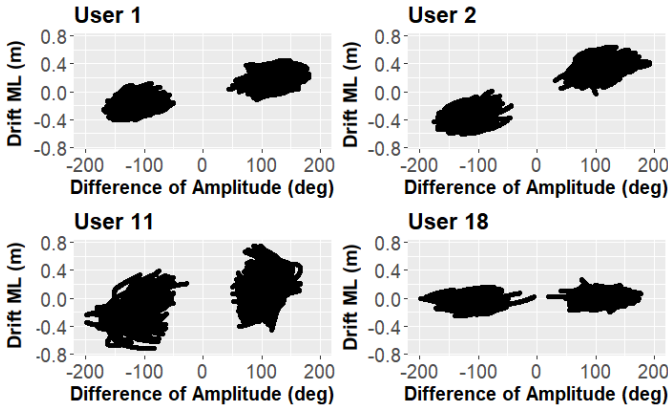 User 1
0.8
0.4
0.0
-0.4
-0.8
Drift ML (m)
-200 -100 0 100 200
Difference of Amplitude (deg)
User 2
0.8
0.4
0.0
-0.4
-0.8
Drift ML (m)
-200 -100 0 100 200
Difference of Amplitude (deg)
User 11
0.8
0.4
0.0
-0.4
-0.8
Drift ML (m)
-200 -100 0 100 200
Difference of Amplitude (deg)
User 18
0.8
0.4
0.0
-0.4
-0.8
Drift ML (m)
-200 -100 0 100 200
Difference of Amplitude (deg)